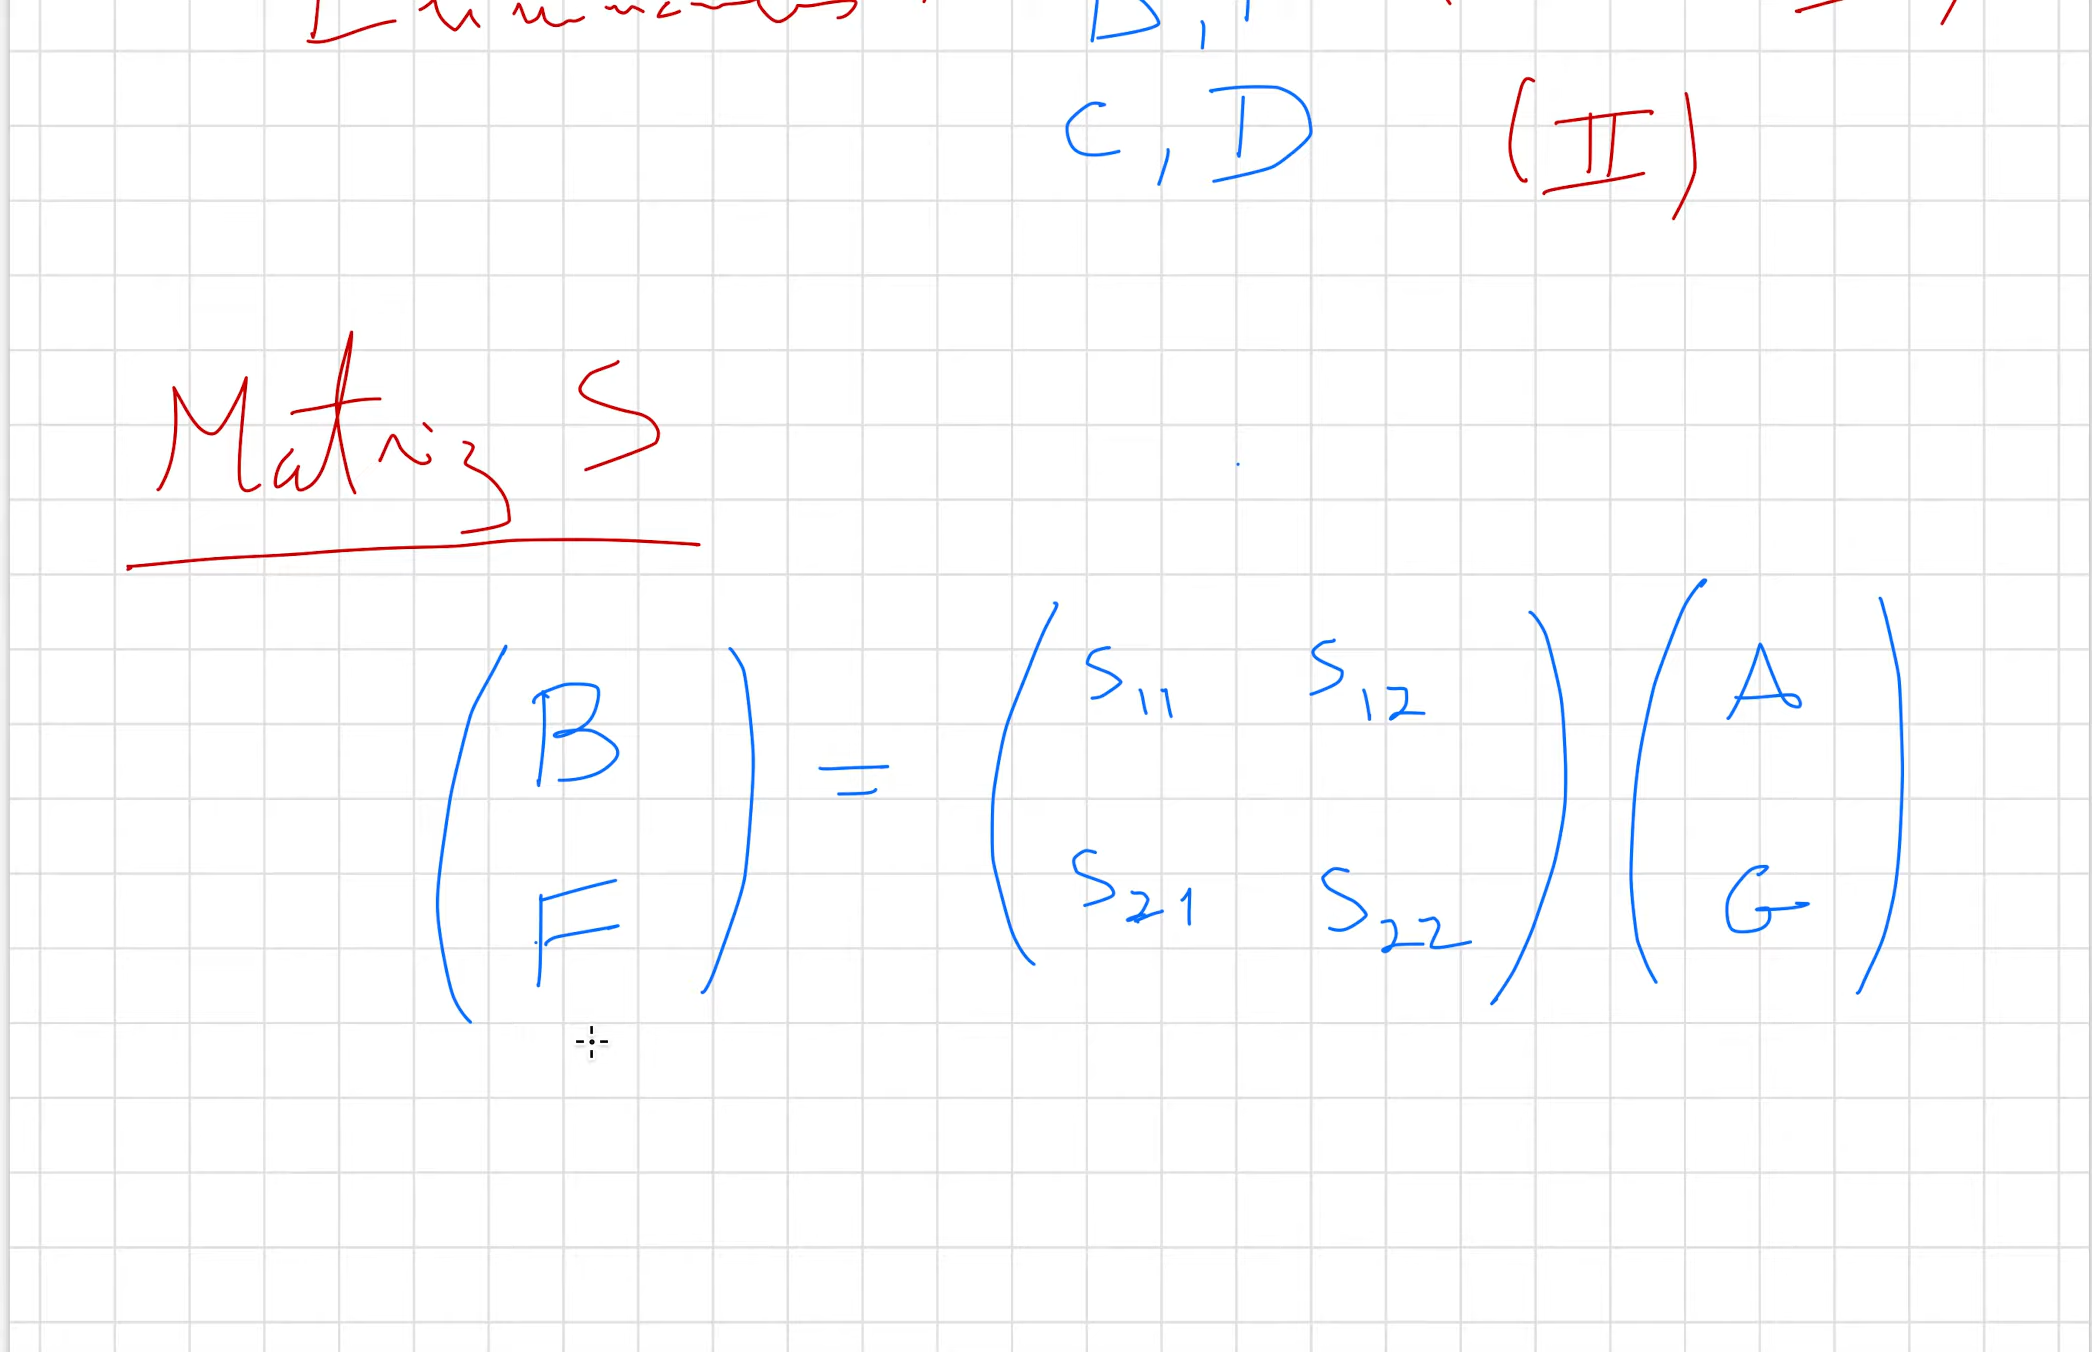 C, D (II)
Matriz S
( B ) = ( S₁₁ S₁₂ ) ( A )
( F ) ( S₂₁ S₂₂ ) ( G )